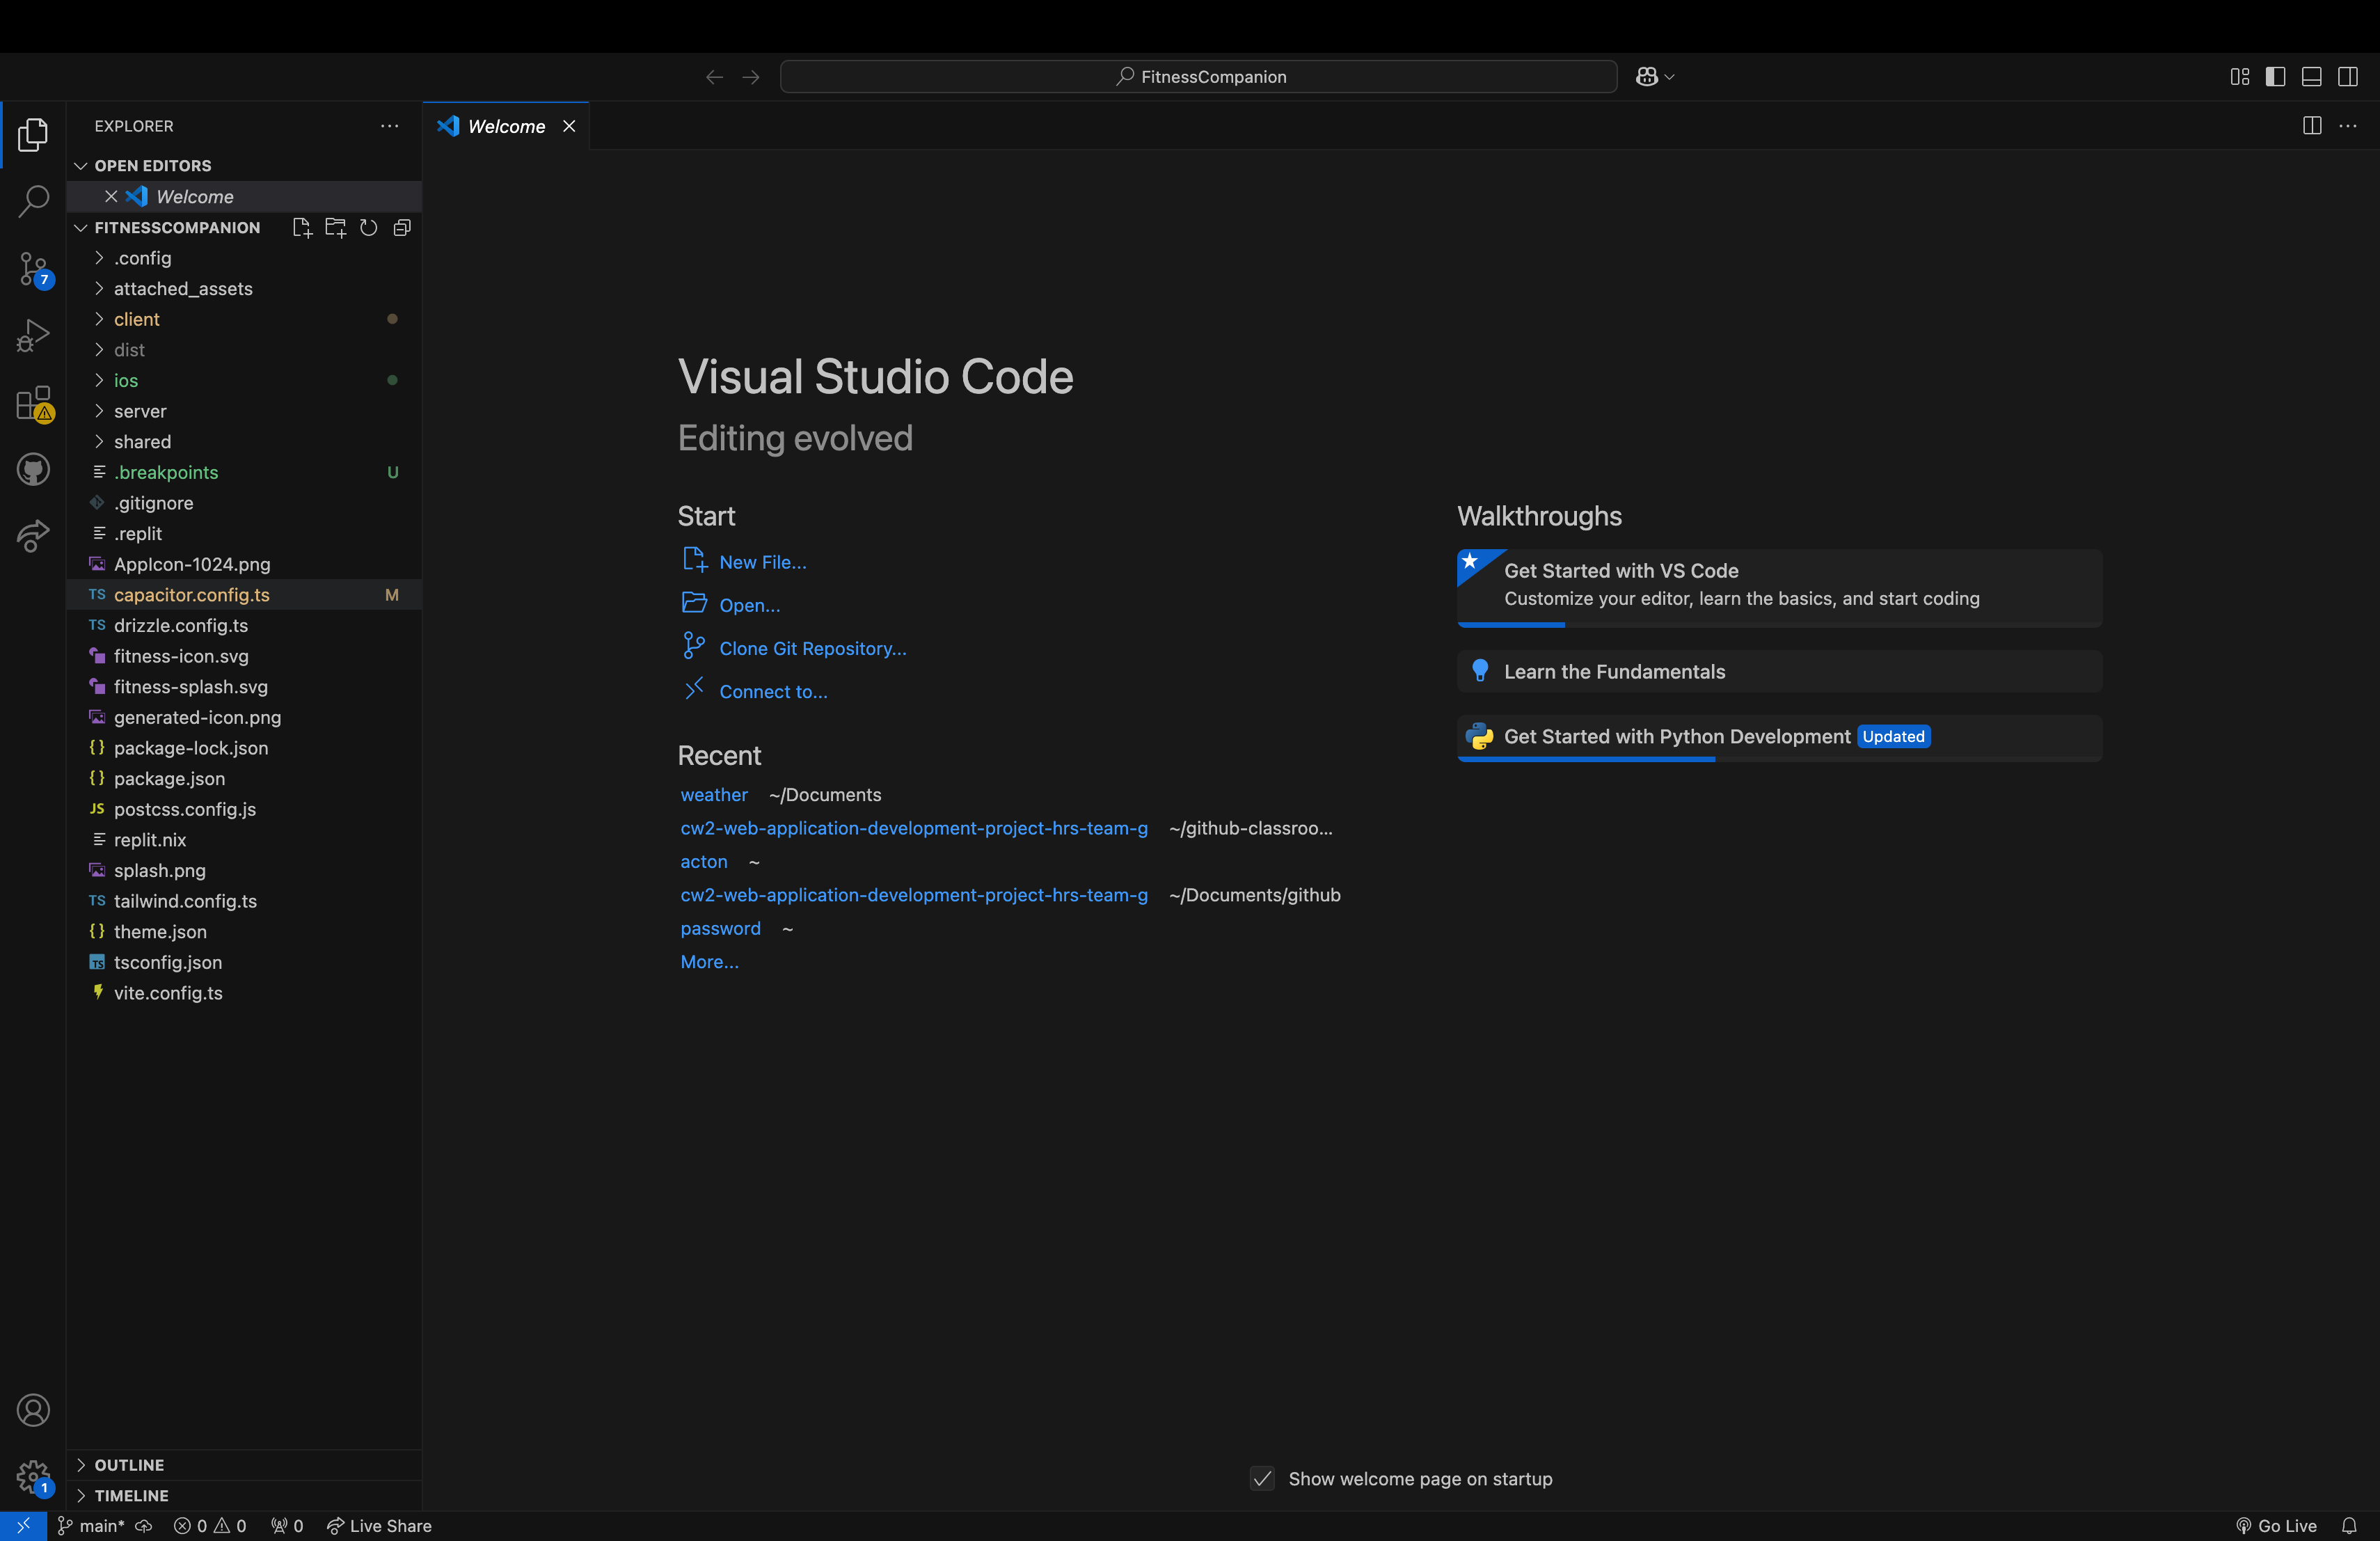 FitnessCompanion
EXPLORER
Welcome
OPEN EDITORS
Welcome
FITNESSCOMPANION
.config
attached_assets
client
dist
ios
server
shared
.breakpoints U
.gitignore
.replit
AppIcon-1024.png
TS capacitor.config.ts M
TS drizzle.config.ts
fitness-icon.svg
fitness-splash.svg
generated-icon.png
{} package-lock.json
{} package.json
JS postcss.config.js
replit.nix
splash.png
TS tailwind.config.ts
{} theme.json
TS tsconfig.json
vite.config.ts
OUTLINE
TIMELINE
7
1
Visual Studio Code
Editing evolved
Start
New File...
Open...
Clone Git Repository...
Connect to...
Recent
weather ~/Documents
cw2-web-application-development-project-hrs-team-g ~/github-classroo...
acton ~
cw2-web-application-development-project-hrs-team-g ~/Documents/github
password ~
More...
Walkthroughs
Get Started with VS Code
Customize your editor, learn the basics, and start coding
Learn the Fundamentals
Get Started with Python Development Updated
Show welcome page on startup
main* 0 0 0 Live Share
Go Live